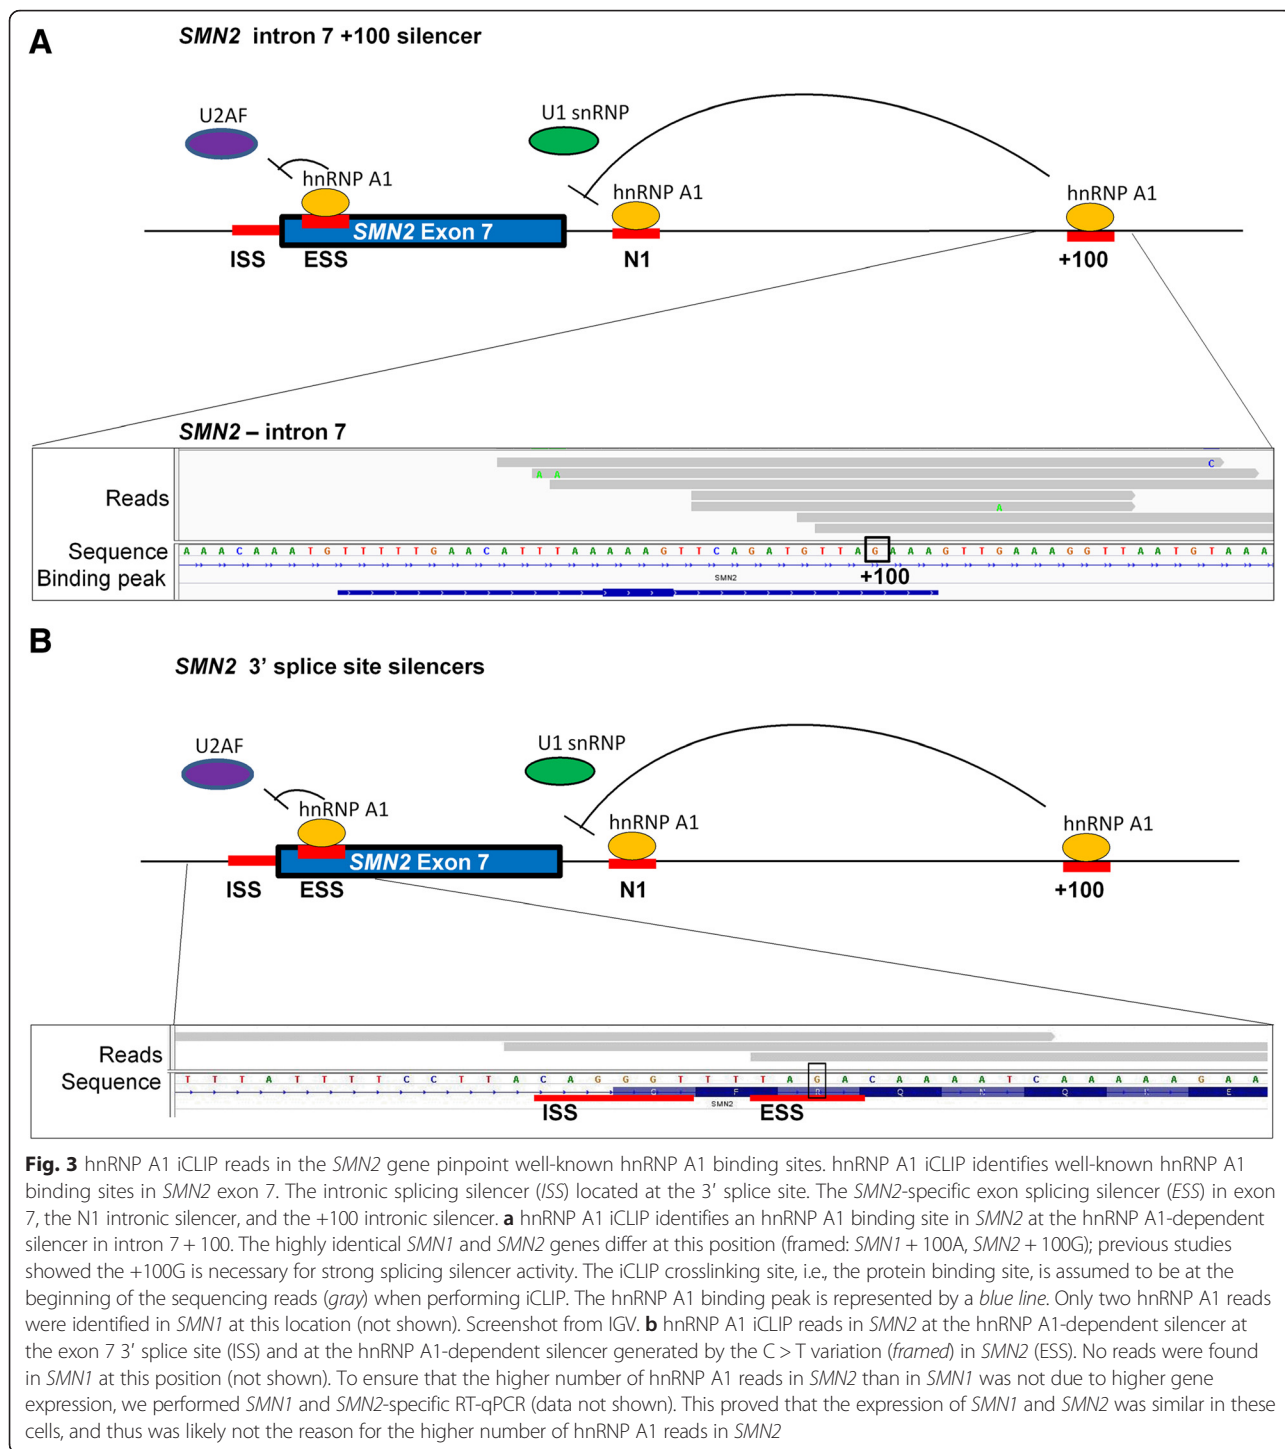 A
SMN2 intron 7 +100 silencer
U2AF
U1 snRNP
hnRNP A1
hnRNP A1
hnRNP A1
SMN2 Exon 7
ISS
ESS
N1
+100
SMN2 – intron 7
Reads
C
A A
A
Sequence
A A A C A A A T G T T T T T G A A C A T T T A A A A A G T T C A G A T G T T A G A A A G T T G A A A G G T T A A T G T A A A
Binding peak
SMN2
+100
B
SMN2 3' splice site silencers
U2AF
U1 snRNP
hnRNP A1
hnRNP A1
hnRNP A1
SMN2 Exon 7
ISS
ESS
N1
+100
Reads
Sequence
T T T A T T T T C C T T A C A G G G T T T T A G A C A A A A T C A A A A A G A A
G F R Q N Q K E
ISS
SMN2
ESS
Fig. 3 hnRNP A1 iCLIP reads in the SMN2 gene pinpoint well-known hnRNP A1 binding sites. hnRNP A1 iCLIP identifies well-known hnRNP A1
binding sites in SMN2 exon 7. The intronic splicing silencer (ISS) located at the 3′ splice site. The SMN2-specific exon splicing silencer (ESS) in exon
7, the N1 intronic silencer, and the +100 intronic silencer. a hnRNP A1 iCLIP identifies an hnRNP A1 binding site in SMN2 at the hnRNP A1-dependent
silencer in intron 7 + 100. The highly identical SMN1 and SMN2 genes differ at this position (framed: SMN1 + 100A, SMN2 + 100G); previous studies
showed the +100G is necessary for strong splicing silencer activity. The iCLIP crosslinking site, i.e., the protein binding site, is assumed to be at the
beginning of the sequencing reads (gray) when performing iCLIP. The hnRNP A1 binding peak is represented by a blue line. Only two hnRNP A1 reads
were identified in SMN1 at this location (not shown). Screenshot from IGV. b hnRNP A1 iCLIP reads in SMN2 at the hnRNP A1-dependent silencer at
the exon 7 3′ splice site (ISS) and at the hnRNP A1-dependent silencer generated by the C > T variation (framed) in SMN2 (ESS). No reads were found
in SMN1 at this position (not shown). To ensure that the higher number of hnRNP A1 reads in SMN2 than in SMN1 was not due to higher gene
expression, we performed SMN1 and SMN2-specific RT-qPCR (data not shown). This proved that the expression of SMN1 and SMN2 was similar in these
cells, and thus was likely not the reason for the higher number of hnRNP A1 reads in SMN2